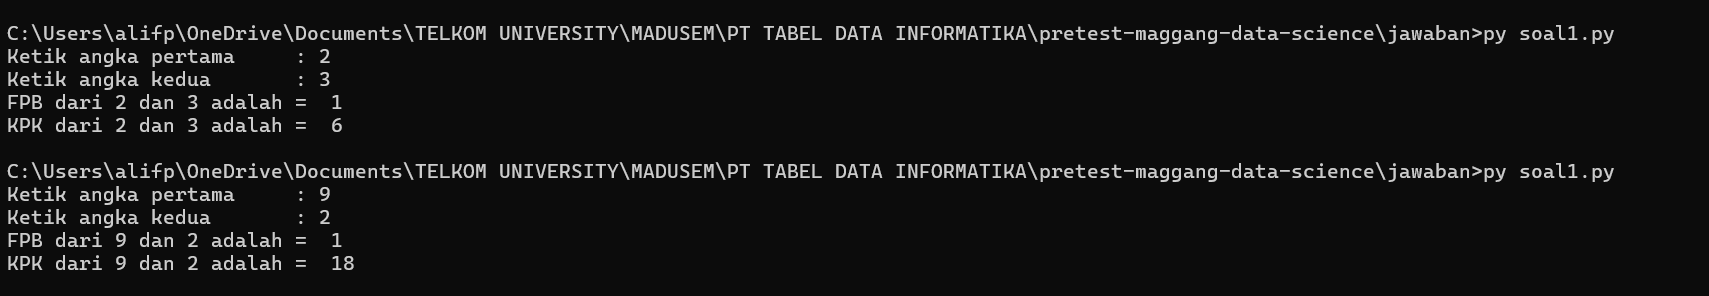 C:\Users\alifp\OneDrive\Documents\TELKOM UNIVERSITY\MADUSEM\PT TABEL DATA INFORMATIKA\pretest-maggang-data-science\jawaban>py soal1.py
Ketik angka pertama     : 2
Ketik angka kedua       : 3
FPB dari 2 dan 3 adalah =  1
KPK dari 2 dan 3 adalah =  6
C:\Users\alifp\OneDrive\Documents\TELKOM UNIVERSITY\MADUSEM\PT TABEL DATA INFORMATIKA\pretest-maggang-data-science\jawaban>py soal1.py
Ketik angka pertama     : 9
Ketik angka kedua       : 2
FPB dari 9 dan 2 adalah =  1
KPK dari 9 dan 2 adalah =  18